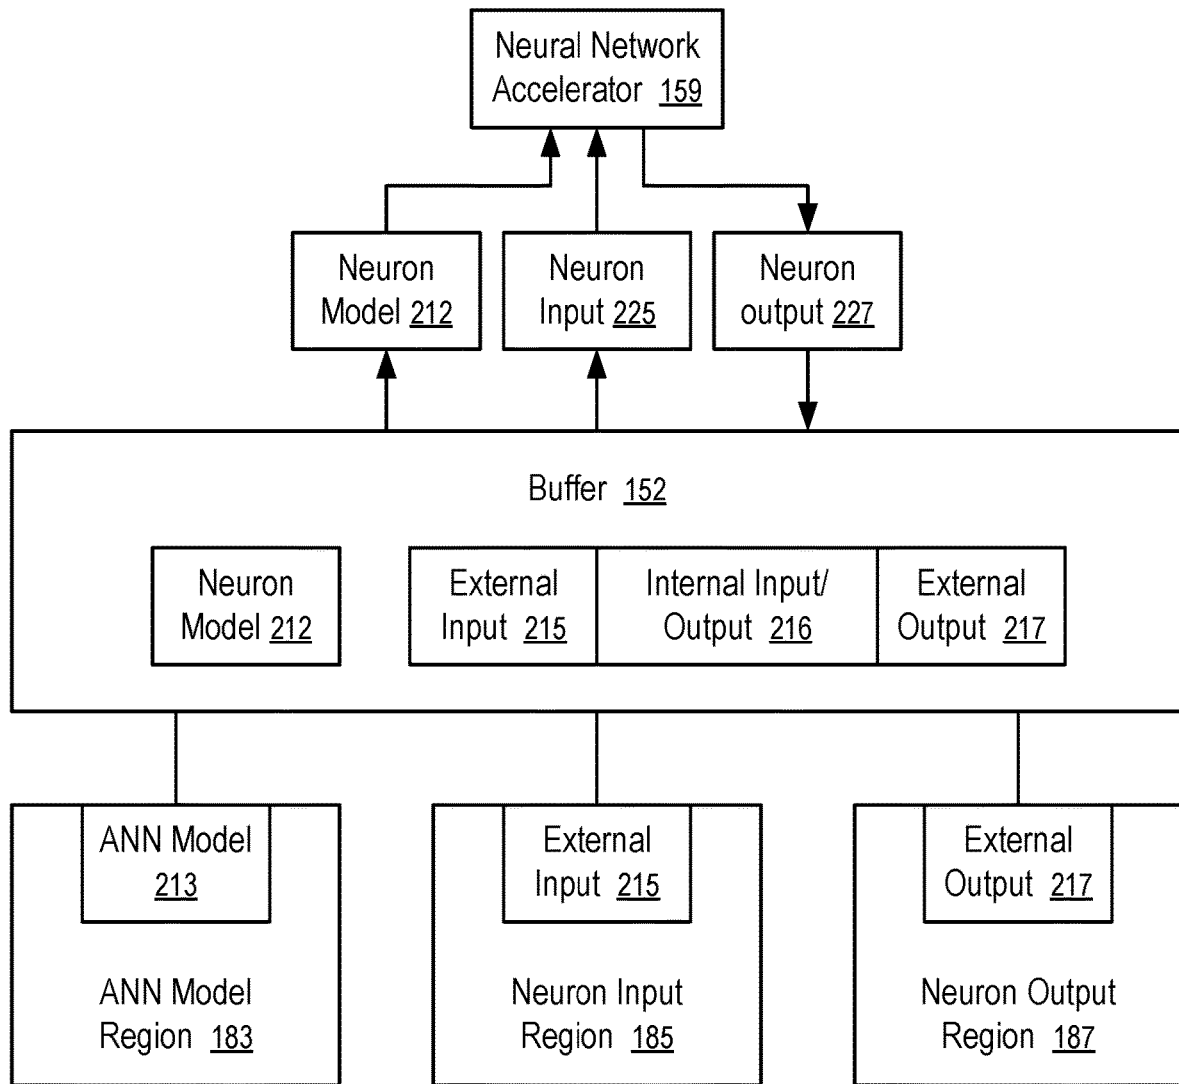 Neural Network
Accelerator 159
Neuron
Model 212
Neuron
Input 225
Neuron
output 227
Buffer 152
Neuron
Model 212
External
Input 215
Internal Input/
Output 216
External
Output 217
ANN Model
213
External
Input 215
External
Output 217
ANN Model
Region 183
Neuron Input
Region 185
Neuron Output
Region 187